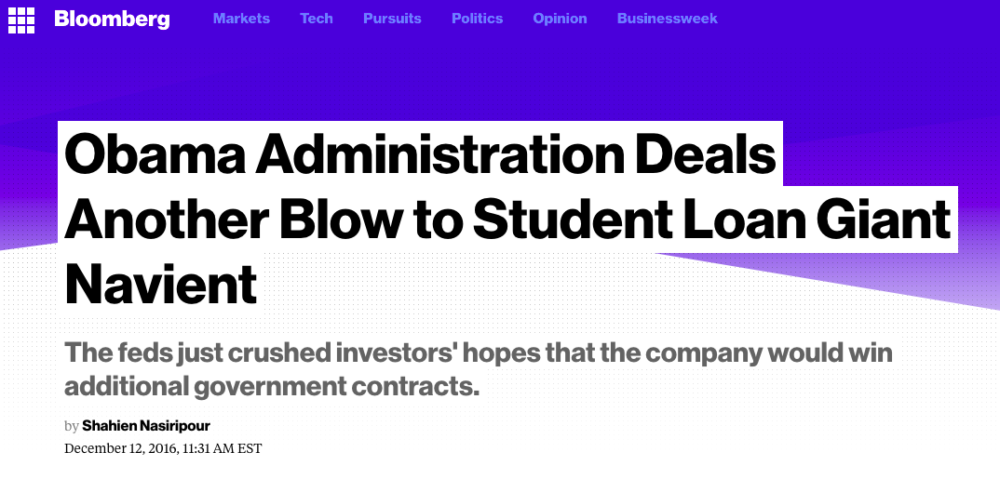 Bloomberg Markets Tech Pursuits Politics Opinion Businessweek
Obama Administration Deals
Another Blow to Student Loan Giant
Navient
The feds just crushed investors' hopes that the company would win
additional government contracts.
by Shahien Nasiripour
December 12, 2016, 11:31 AM EST